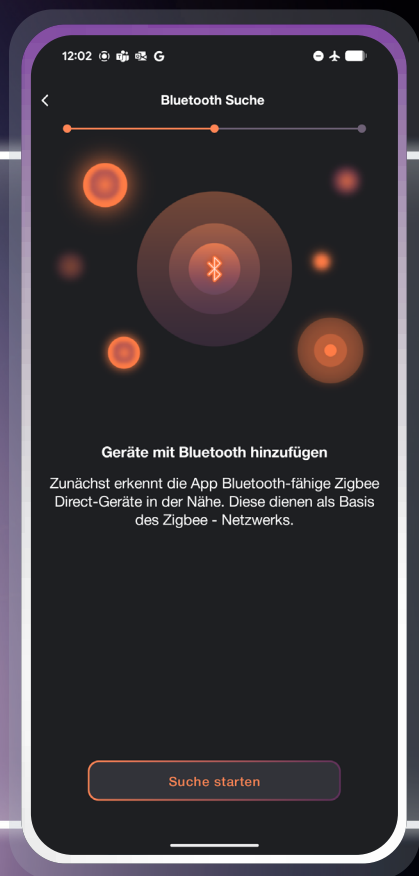 12:02 G
Bluetooth Suche
Geräte mit Bluetooth hinzufügen
Zunächst erkennt die App Bluetooth-fähige Zigbee
Direct-Geräte in der Nähe. Diese dienen als Basis
des Zigbee - Netzwerks.
Suche starten